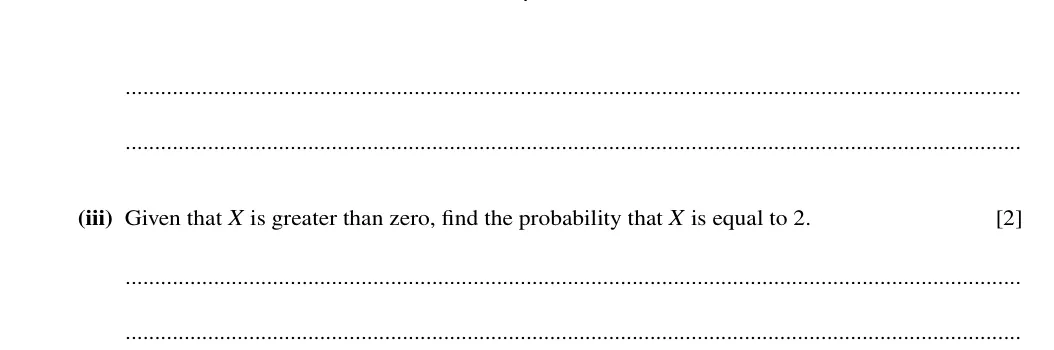 (iii) Given that X is greater than zero, find the probability that X is equal to 2. [2]